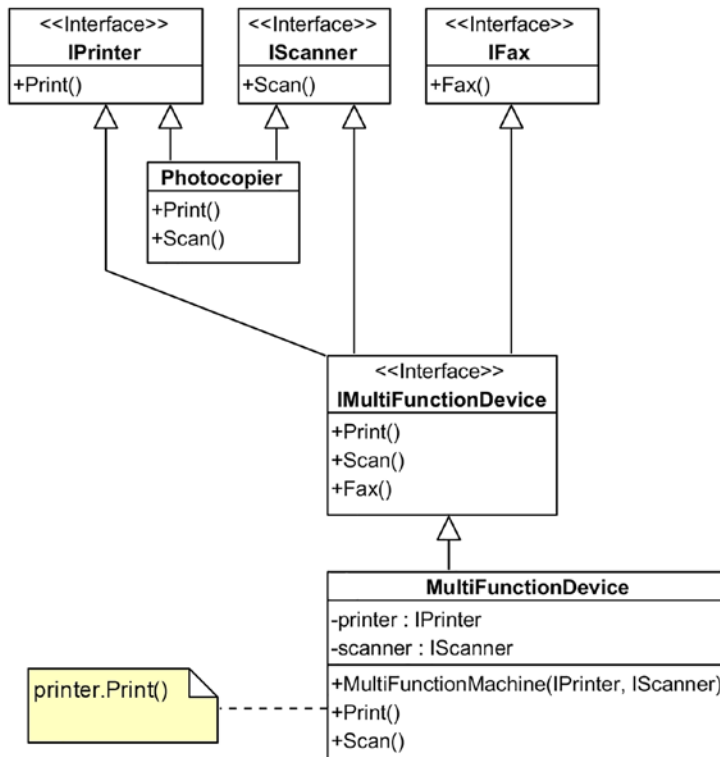 <<Interface>>
IPrinter
+Print()
<<Interface>>
IScanner
+Scan()
<<Interface>>
IFax
+Fax()
Photocopier
+Print()
+Scan()
<<Interface>>
IMultiFunctionDevice
+Print()
+Scan()
+Fax()
MultiFunctionDevice
-printer : IPrinter
-scanner : IScanner
+MultiFunctionMachine(IPrinter, IScanner)
+Print()
+Scan()
printer.Print()